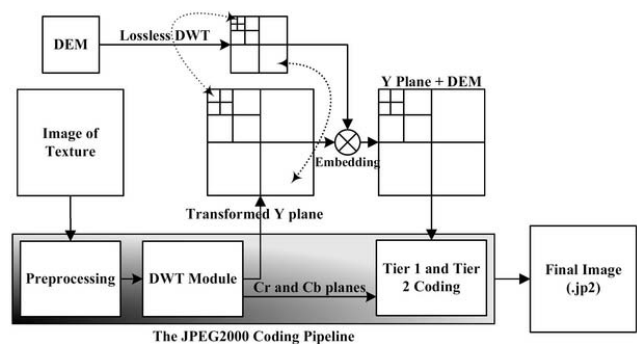 DEM
Lossless DWT
Y Plane + DEM
Image of
Texture
Embedding
Transformed Y plane
Preprocessing
DWT Module
Cr and Cb planes
Tier 1 and Tier
2 Coding
Final Image
(.jp2)
The JPEG2000 Coding Pipeline